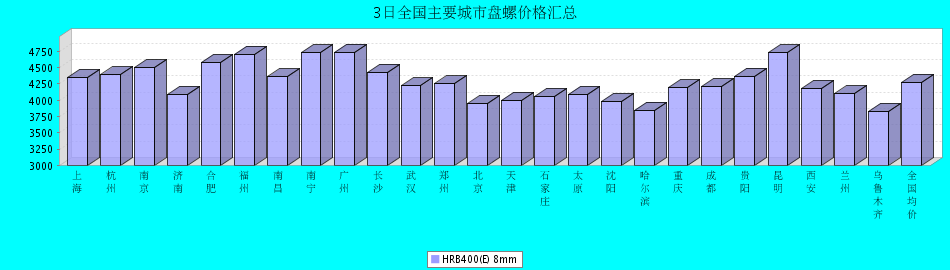 3日全国主要城市盘螺价格汇总
4750
4500
4250
4000
3750
3500
3250
3000
上海
杭州
南京
济南
合肥
福州
南昌
南宁
广州
长沙
武汉
郑州
北京
天津
石家庄
太原
沈阳
哈尔滨
重庆
成都
贵阳
昆明
西安
兰州
乌鲁木齐
全国均价
HRB400(E) 8mm